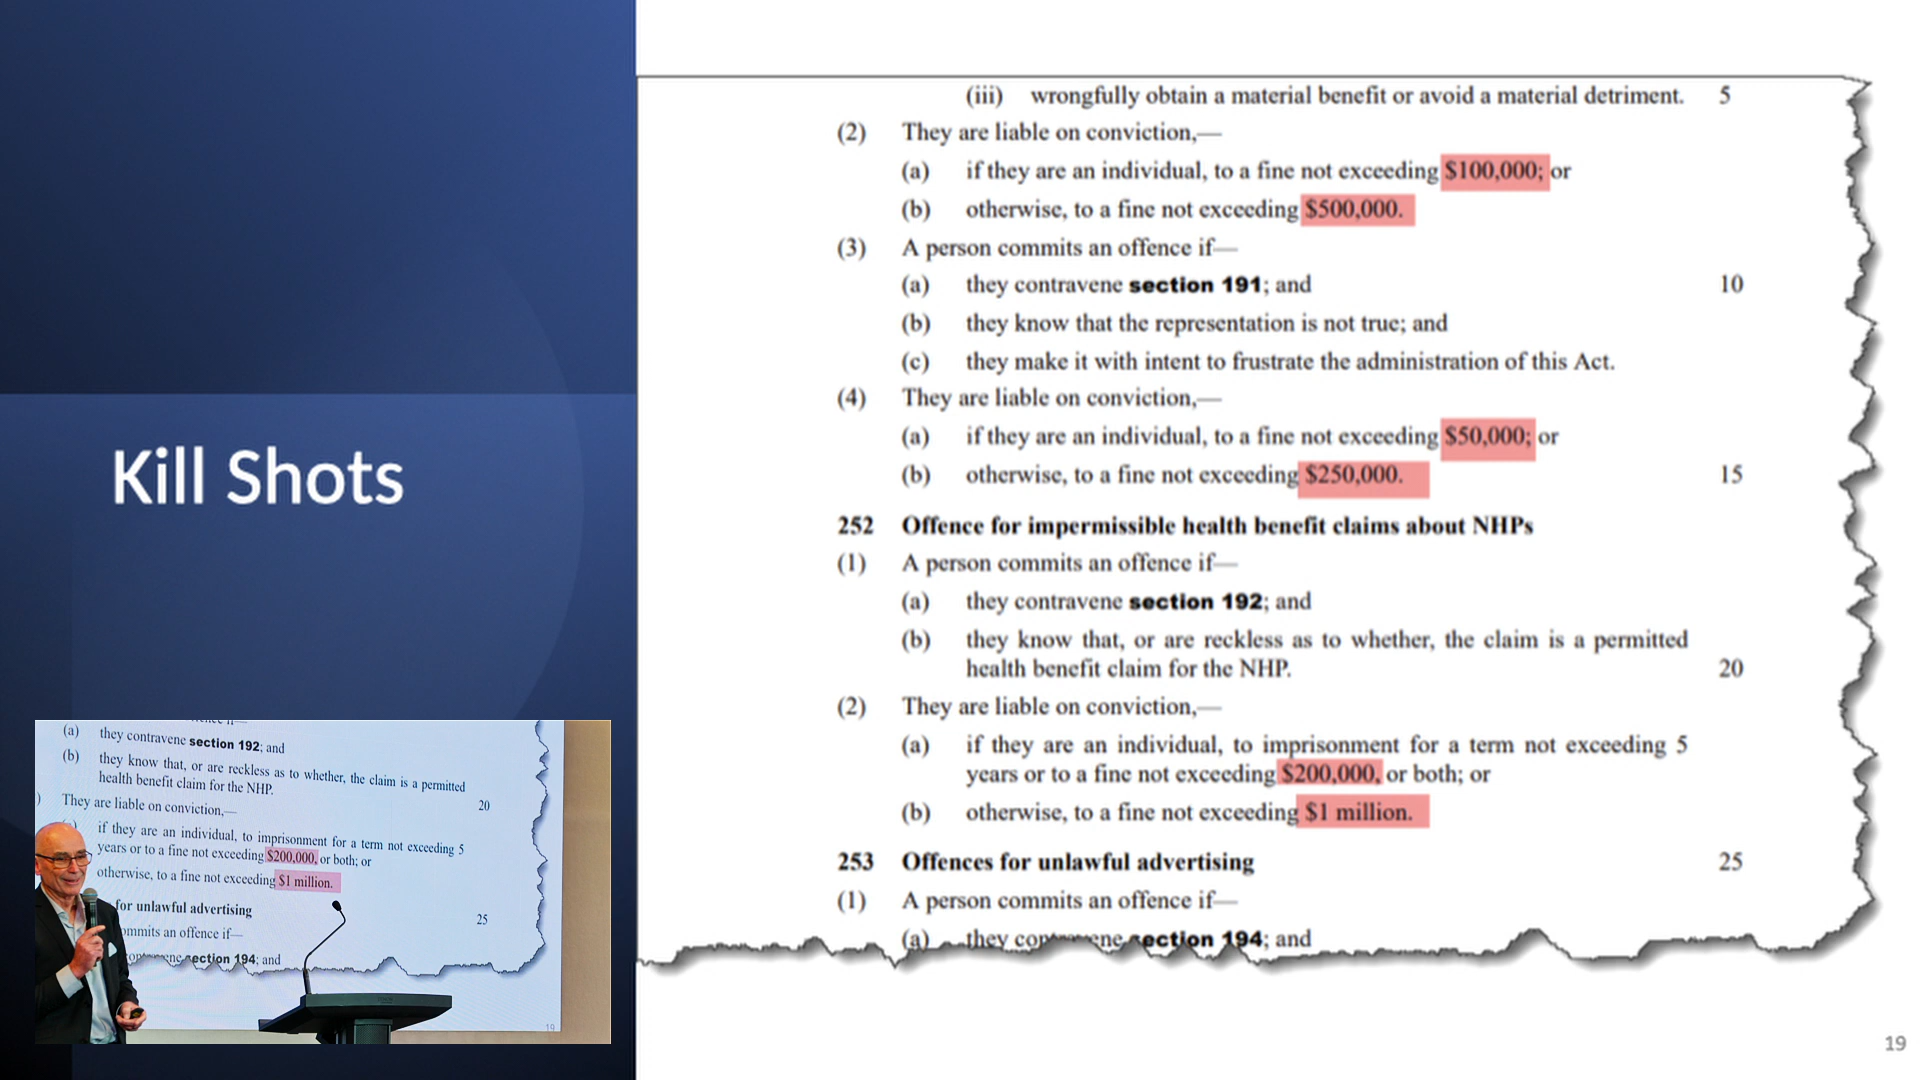 Kill Shots
(iii) wrongfully obtain a material benefit or avoid a material detriment. 5
(2) They are liable on conviction,—
(a) if they are an individual, to a fine not exceeding $100,000; or
(b) otherwise, to a fine not exceeding $500,000.
(3) A person commits an offence if—
(a) they contravene section 191; and 10
(b) they know that the representation is not true; and
(c) they make it with intent to frustrate the administration of this Act.
(4) They are liable on conviction,—
(a) if they are an individual, to a fine not exceeding $50,000; or
(b) otherwise, to a fine not exceeding $250,000. 15
252 Offence for impermissible health benefit claims about NHPs
(1) A person commits an offence if—
(a) they contravene section 192; and
(b) they know that, or are reckless as to whether, the claim is a permitted
health benefit claim for the NHP. 20
(2) They are liable on conviction,—
(a) if they are an individual, to imprisonment for a term not exceeding 5
years or to a fine not exceeding $200,000, or both; or
(b) otherwise, to a fine not exceeding $1 million.
253 Offences for unlawful advertising 25
(1) A person commits an offence if—
(a) they contravene section 194; and
19
(a) they contravene section 192; and
(b) they know that, or are reckless as to whether, the claim is a permitted
health benefit claim for the NHP. 20
) They are liable on conviction,—
if they are an individual, to imprisonment for a term not exceeding 5
years or to a fine not exceeding $200,000, or both; or
otherwise, to a fine not exceeding $1 million.
for unlawful advertising 25
ommits an offence if—
section 194; and
19